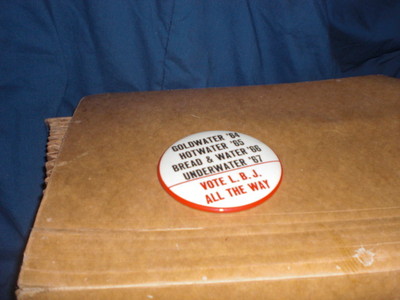 GOLDWATER '64
HOTWATER '65
BREAD & WATER '66
UNDERWATER '67
VOTE L.B.J.
ALL THE WAY